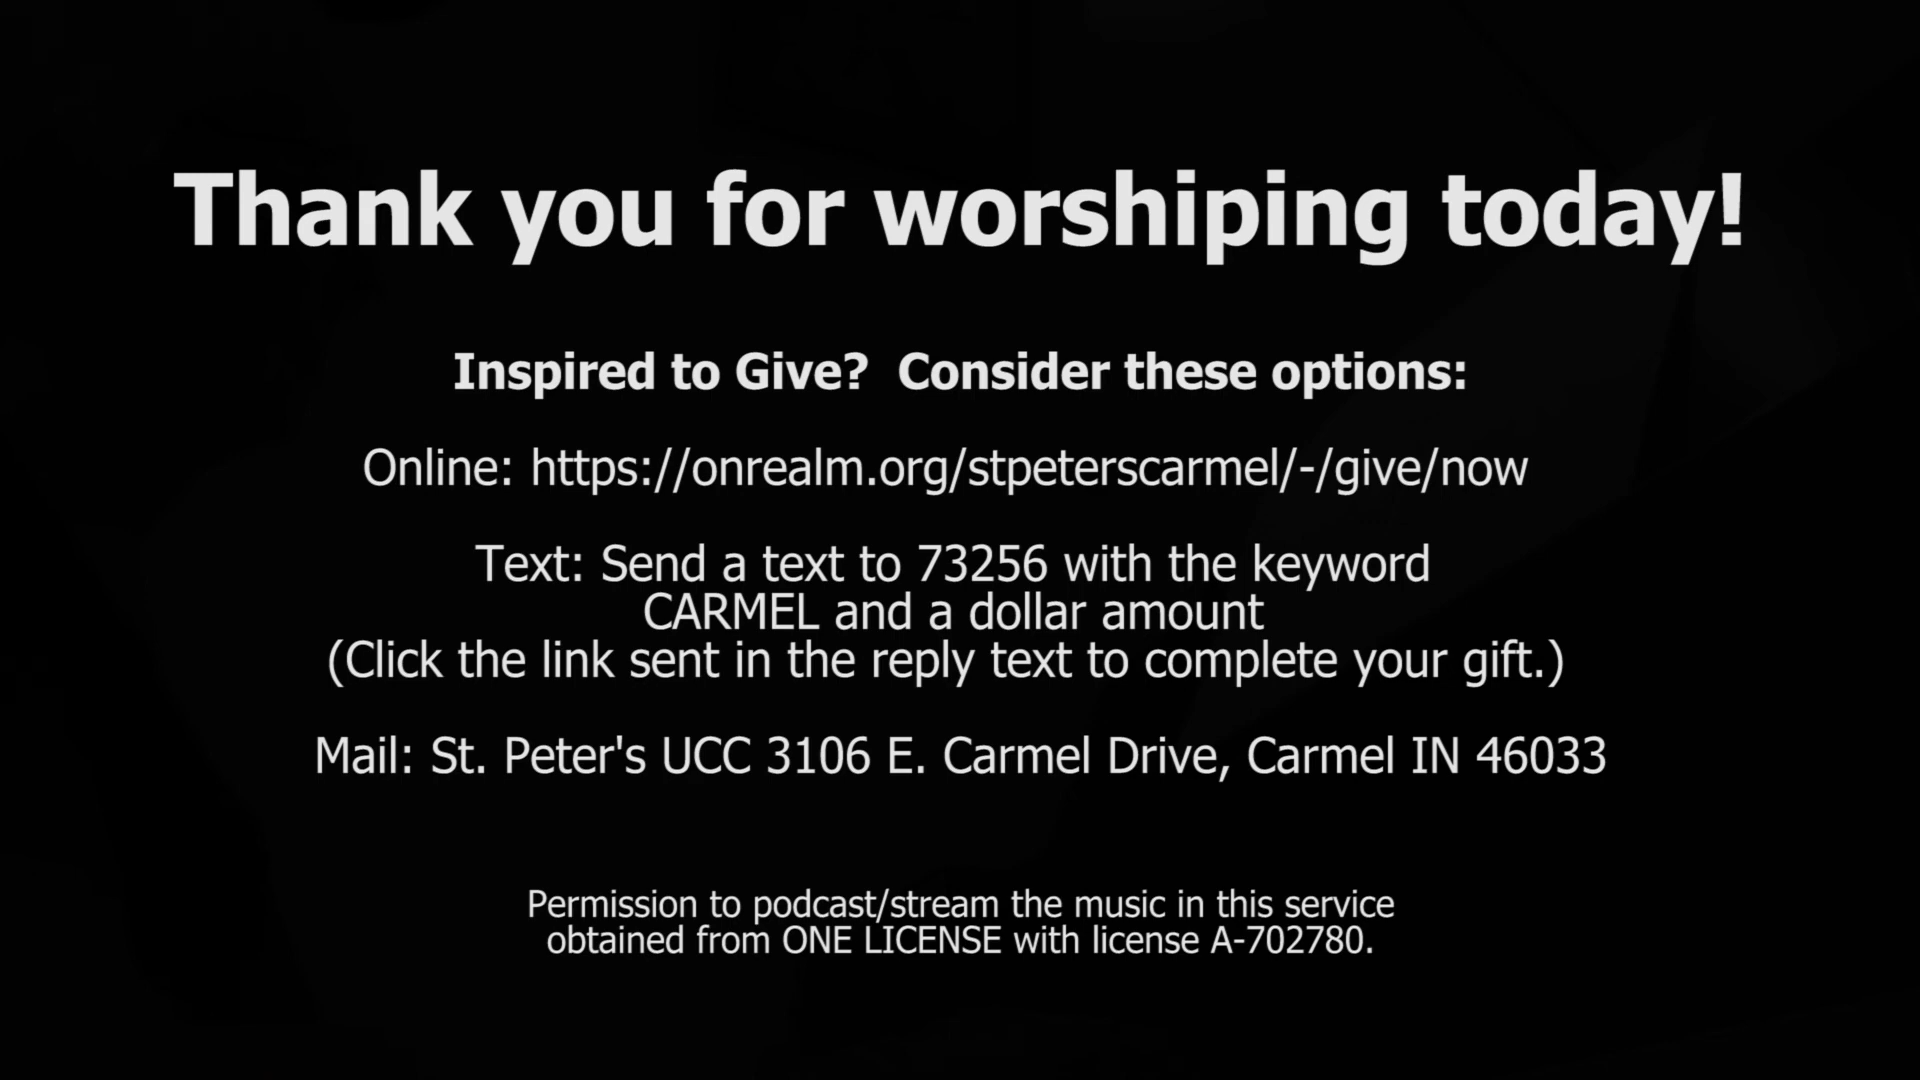 Thank you for worshiping today!
Inspired to Give?  Consider these options:
Online: https://onrealm.org/stpeterscarmel/-/give/now
Text: Send a text to 73256 with the keyword
CARMEL and a dollar amount
(Click the link sent in the reply text to complete your gift.)
Mail: St. Peter's UCC 3106 E. Carmel Drive, Carmel IN 46033
Permission to podcast/stream the music in this service
obtained from ONE LICENSE with license A-702780.